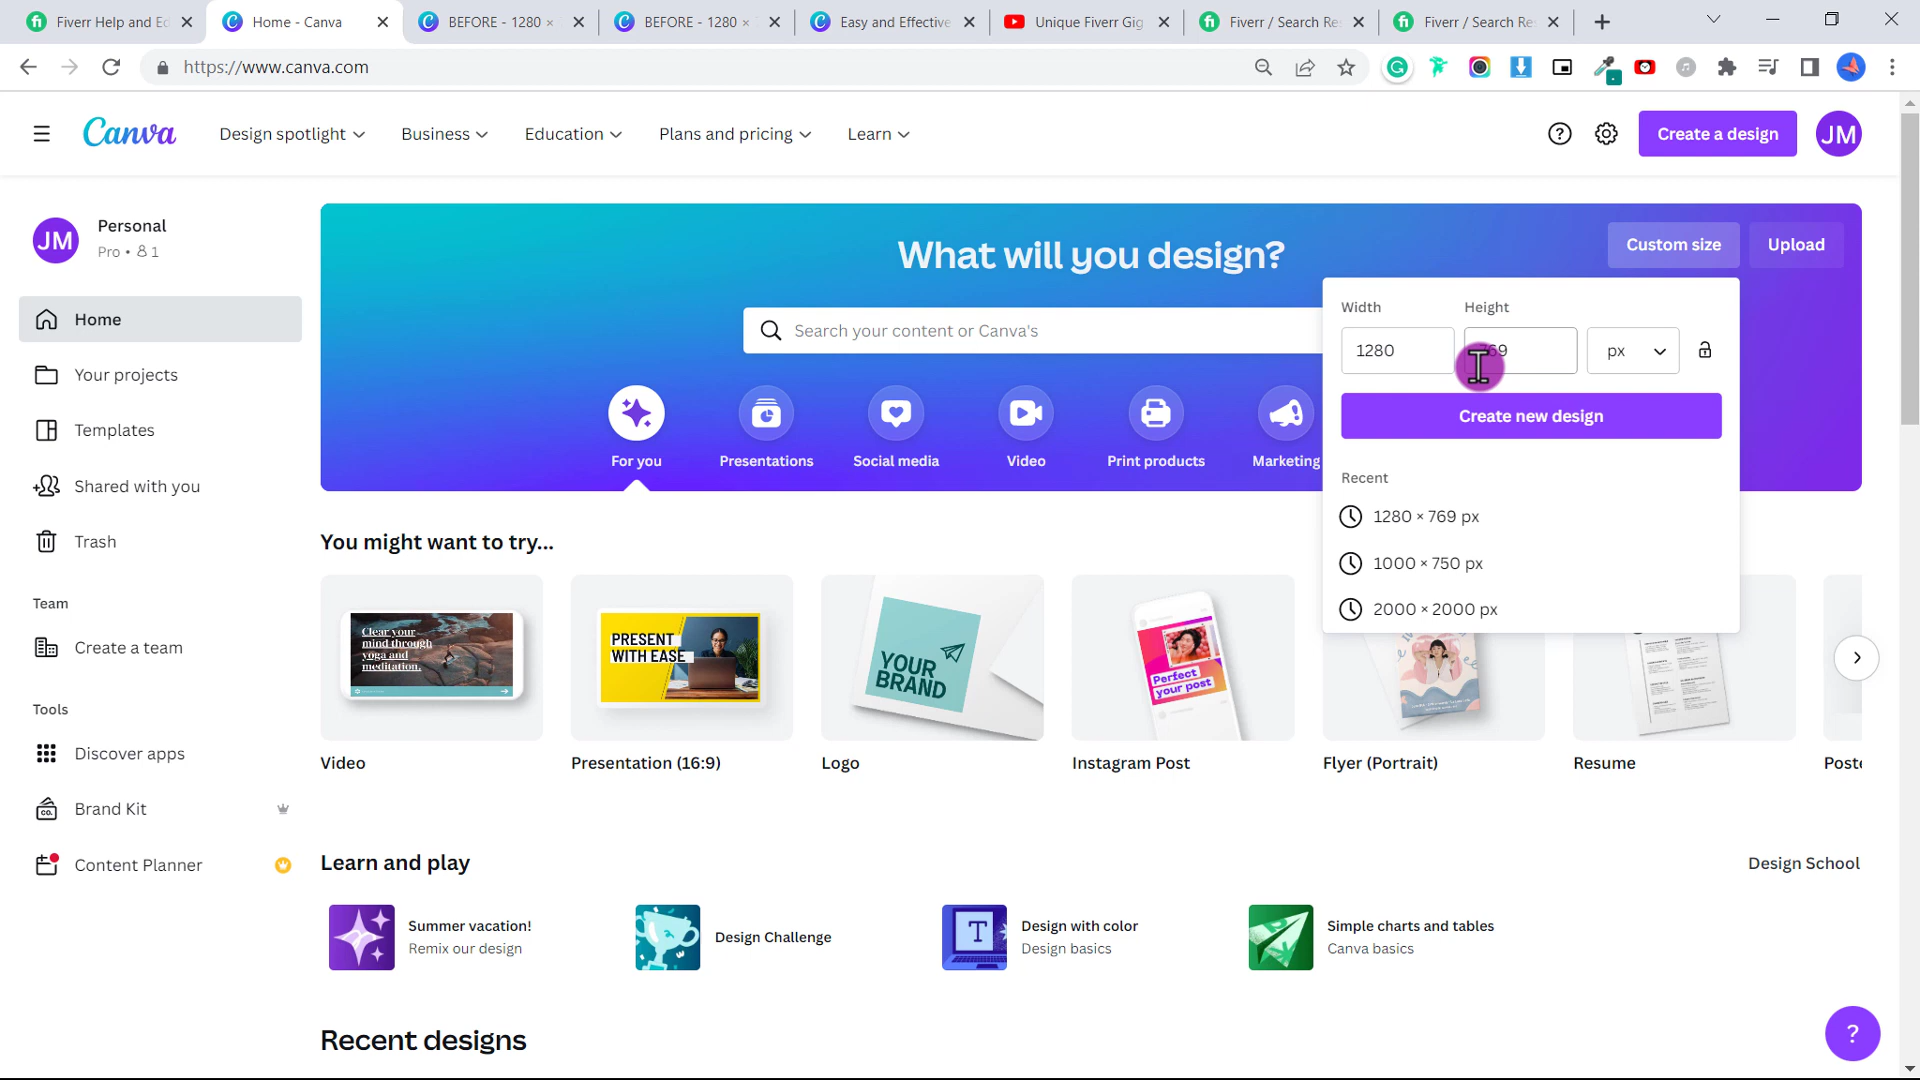 Fiverr Help and Ed
Home - Canva
BEFORE - 1280 ×
BEFORE - 1280 ×
Easy and Effective
Unique Fiverr Gig
Fiverr / Search Re
Fiverr / Search Re
https://www.canva.com
Canva
Design spotlight
Business
Education
Plans and pricing
Learn
Create a design
JM
JM
Personal
Pro • 1
What will you design?
Custom size
Upload
Width
Height
Home
Search your content or Canva's
1280
769
px
Your projects
Create new design
Templates
For you
Presentations
Social media
Video
Print products
Marketing
Recent
Shared with you
1280 × 769 px
Trash
You might want to try...
1000 × 750 px
2000 × 2000 px
Team
Create a team
Clear your
mind through
yoga and
meditation.
PRESENT
WITH EASE
YOUR
BRAND
Perfect
your post
Tools
Discover apps
Video
Presentation (16:9)
Logo
Instagram Post
Flyer (Portrait)
Resume
Poste
Brand Kit
CO.
Content Planner
Learn and play
Design School
Summer vacation!
Remix our design
Design Challenge
T
Design with color
Design basics
Simple charts and tables
Canva basics
Recent designs
?